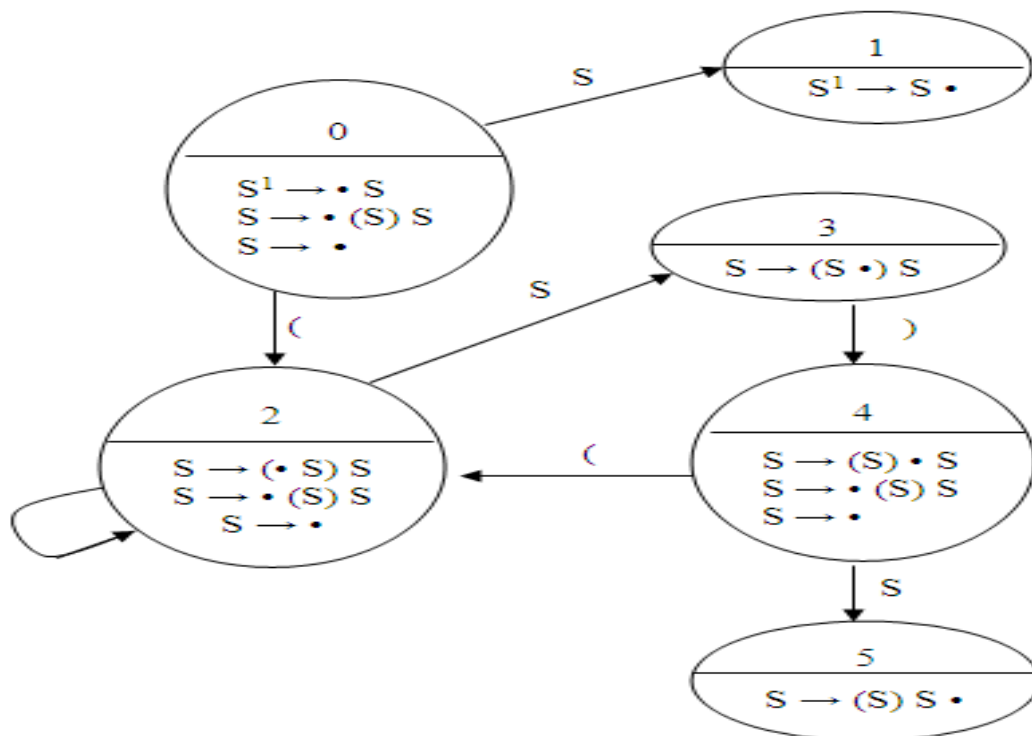 1
S¹ → S •
S
0
S¹ → • S
S → • (S) S
S → •
3
S → (S •) S
S
(
)
2
S → (• S) S
S → • (S) S
S → •
(
4
S → (S) • S
S → • (S) S
S → •
S
5
S → (S) S •